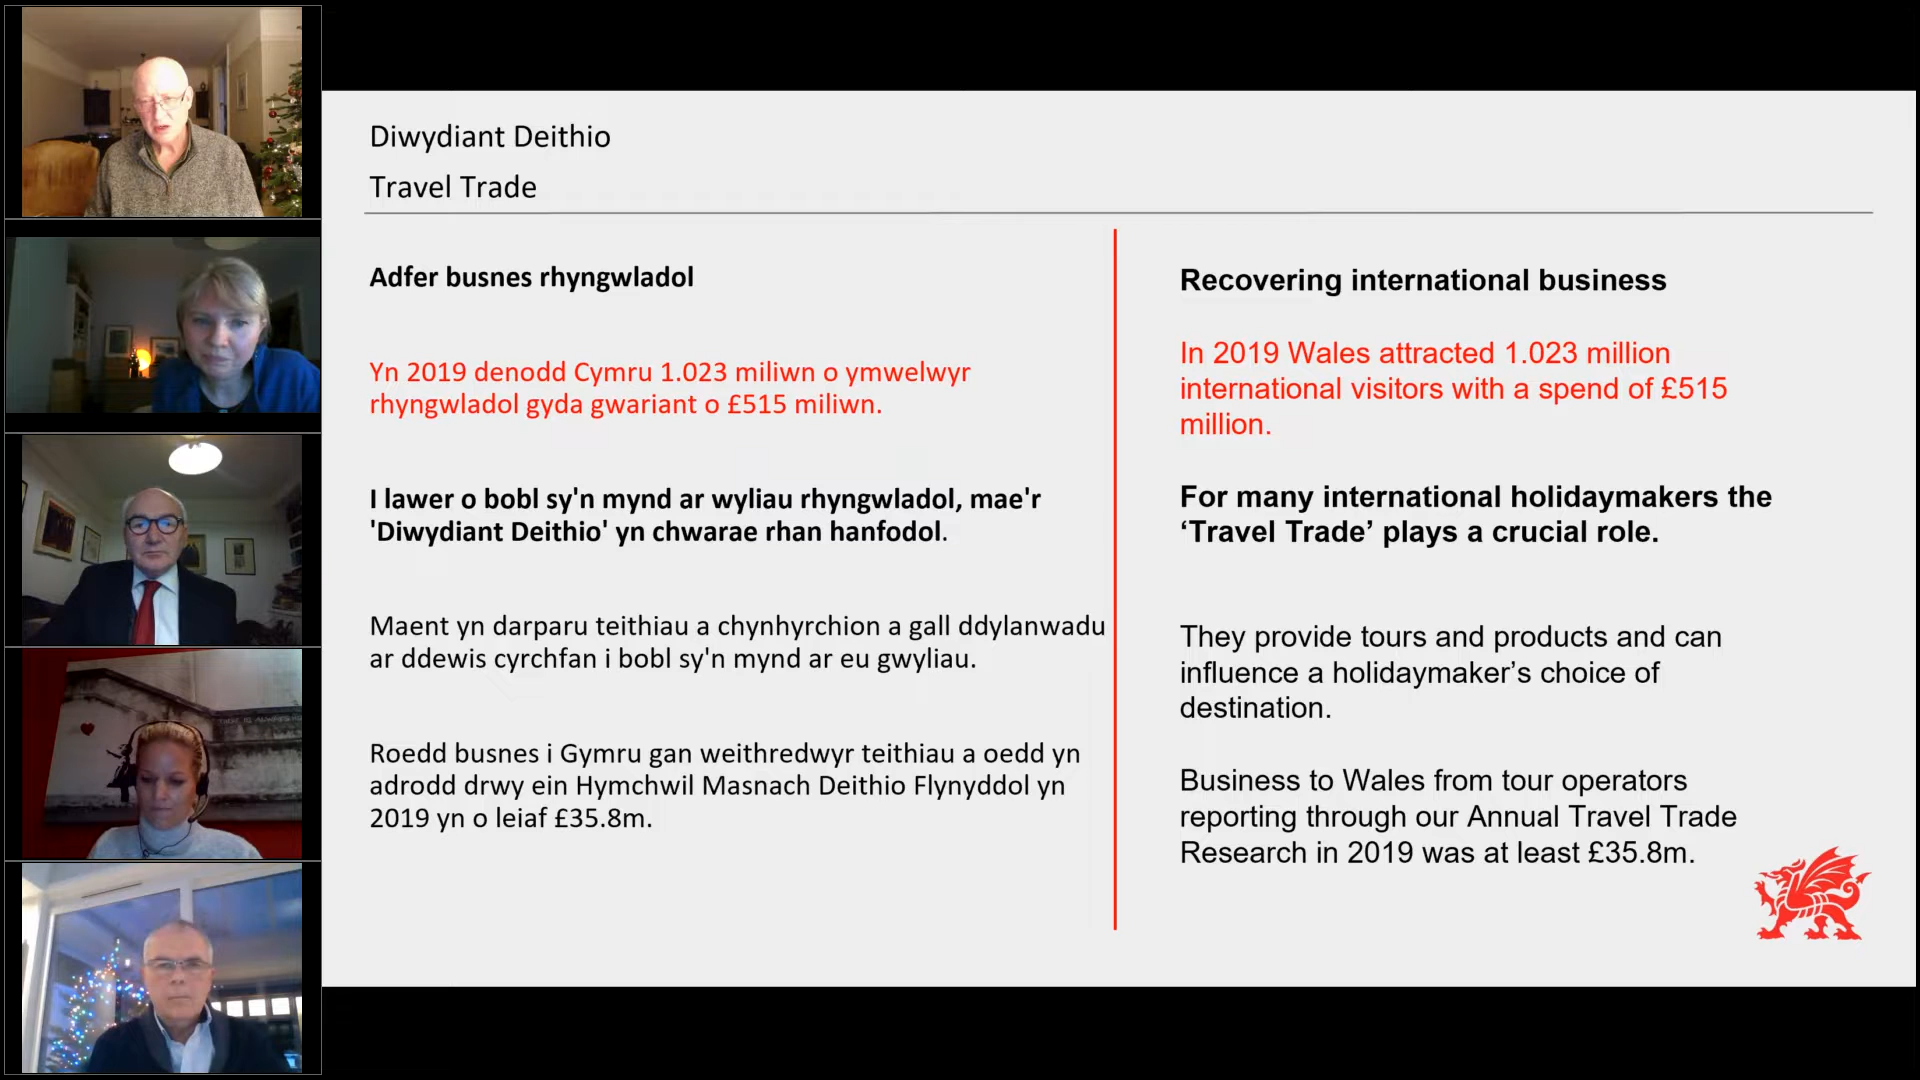 Diwydiant Deithio
Travel Trade
Adfer busnes rhyngwladol
Yn 2019 denodd Cymru 1.023 miliwn o ymwelwyr
rhyngwladol gyda gwariant o £515 miliwn.
I lawer o bobl sy'n mynd ar wyliau rhyngwladol, mae'r
'Diwydiant Deithio' yn chwarae rhan hanfodol.
Maent yn darparu teithiau a chynhyrchion a gall ddylanwadu
ar ddewis cyrchfan i bobl sy'n mynd ar eu gwyliau.
Roedd busnes i Gymru gan weithredwyr teithiau a oedd yn
adrodd drwy ein Hymchwil Masnach Deithio Flynyddol yn
2019 yn o leiaf £35.8m.
Recovering international business
In 2019 Wales attracted 1.023 million
international visitors with a spend of £515
million.
For many international holidaymakers the
‘Travel Trade’ plays a crucial role.
They provide tours and products and can
influence a holidaymaker’s choice of
destination.
Business to Wales from tour operators
reporting through our Annual Travel Trade
Research in 2019 was at least £35.8m.